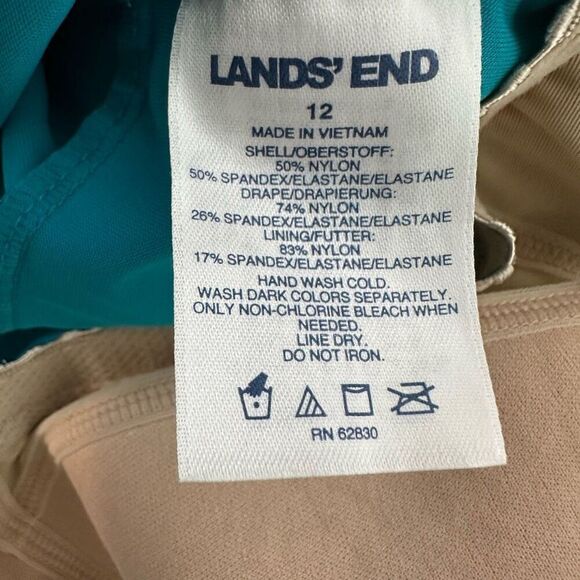 LANDS' END
12
MADE IN VIETNAM
SHELL/OBERSTOFF:
50% NYLON
50% SPANDEX/ELASTANE/ELASTANE
DRAPE/DRAPIERUNG:
74% NYLON
26% SPANDEX/ELASTANE/ELASTANE
LINING/FUTTER:
83% NYLON
17% SPANDEX/ELASTANE/ELASTANE
HAND WASH COLD.
WASH DARK COLORS SEPARATELY.
ONLY NON-CHLORINE BLEACH WHEN
NEEDED.
LINE DRY.
DO NOT IRON.
RN 62830